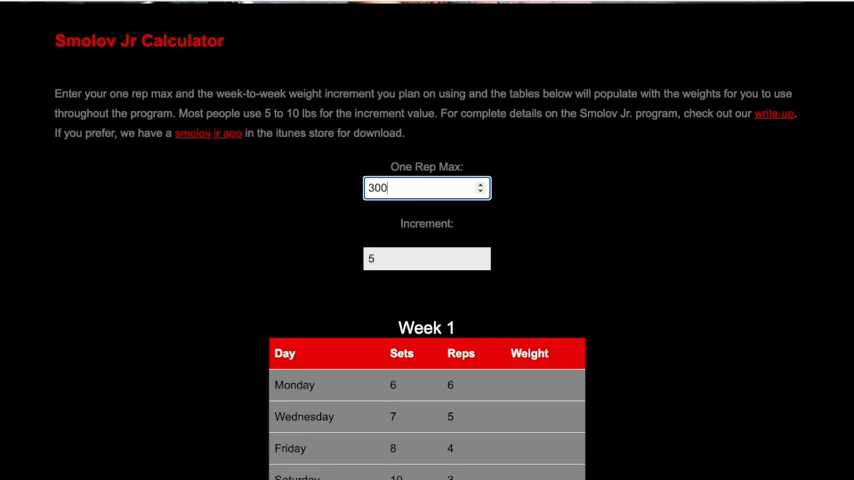 Smolov Jr Calculator
Enter your one rep max and the week-to-week weight increment you plan on using and the tables below will populate with the weights for you to use
throughout the program. Most people use 5 to 10 lbs for the increment value. For complete details on the Smolov Jr. program, check out our write up.
If you prefer, we have a smolov jr app in the itunes store for download.
One Rep Max:
300
Increment:
5
Week 1
Day Sets Reps Weight
Monday 6 6
Wednesday 7 5
Friday 8 4
Saturday 10 3